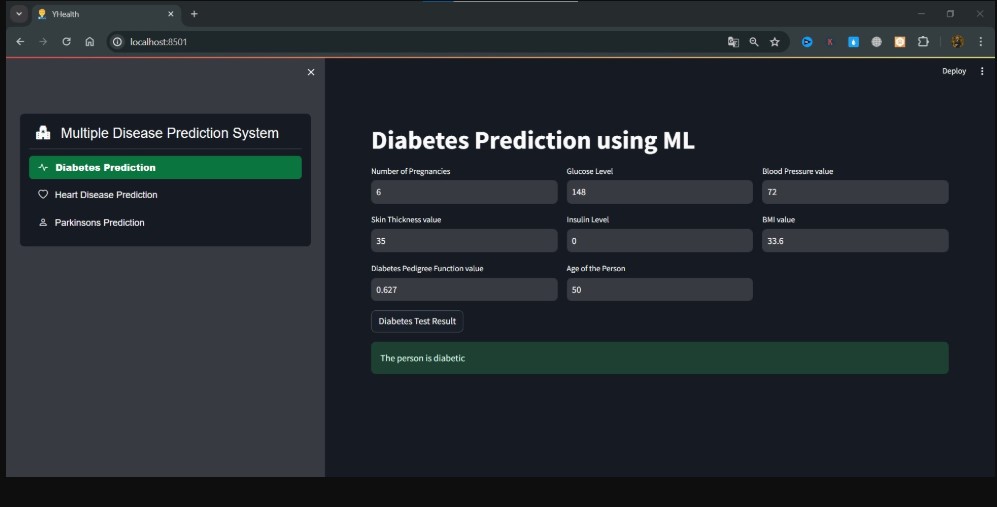 YHealth
localhost:8501
Deploy
Multiple Disease Prediction System
Diabetes Prediction
Heart Disease Prediction
Parkinsons Prediction
Diabetes Prediction using ML
Number of Pregnancies
Glucose Level
Blood Pressure value
6
148
72
Skin Thickness value
Insulin Level
BMI value
35
0
33.6
Diabetes Pedigree Function value
Age of the Person
0.627
50
Diabetes Test Result
The person is diabetic